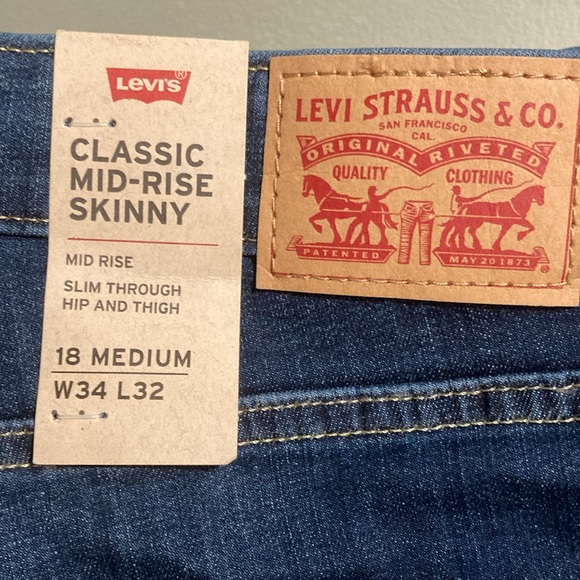 Levi's®
CLASSIC
MID-RISE
SKINNY
MID RISE
SLIM THROUGH
HIP AND THIGH
18 MEDIUM
W34 L32
LEVI STRAUSS & CO.
SAN FRANCISCO
CAL.
ORIGINAL RIVETED
QUALITY CLOTHING
PATENTED MAY 20 1873
®